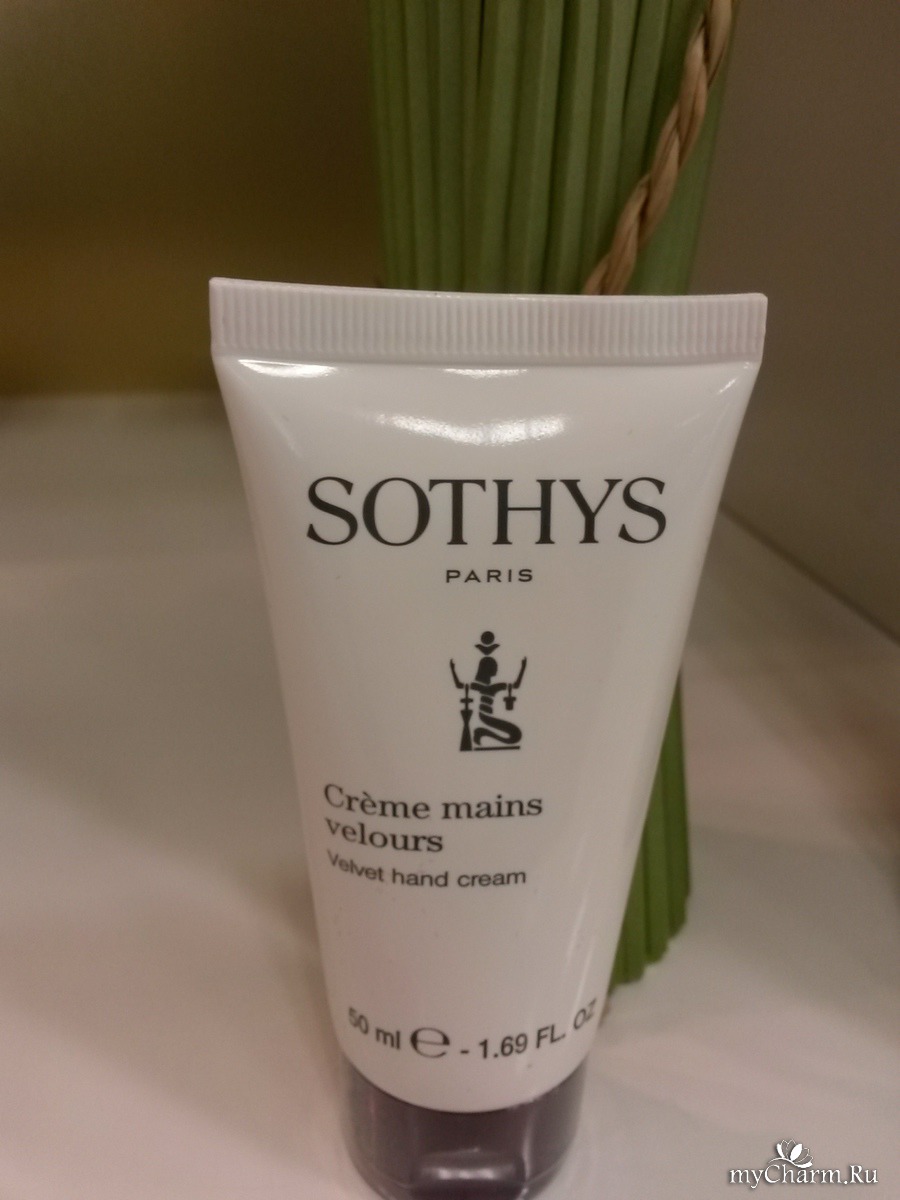 SOTHYS
PARIS
Crème mains
velours
Velvet hand cream
50 ml ℮ - 1.69 FL. OZ
myCharm.Ru